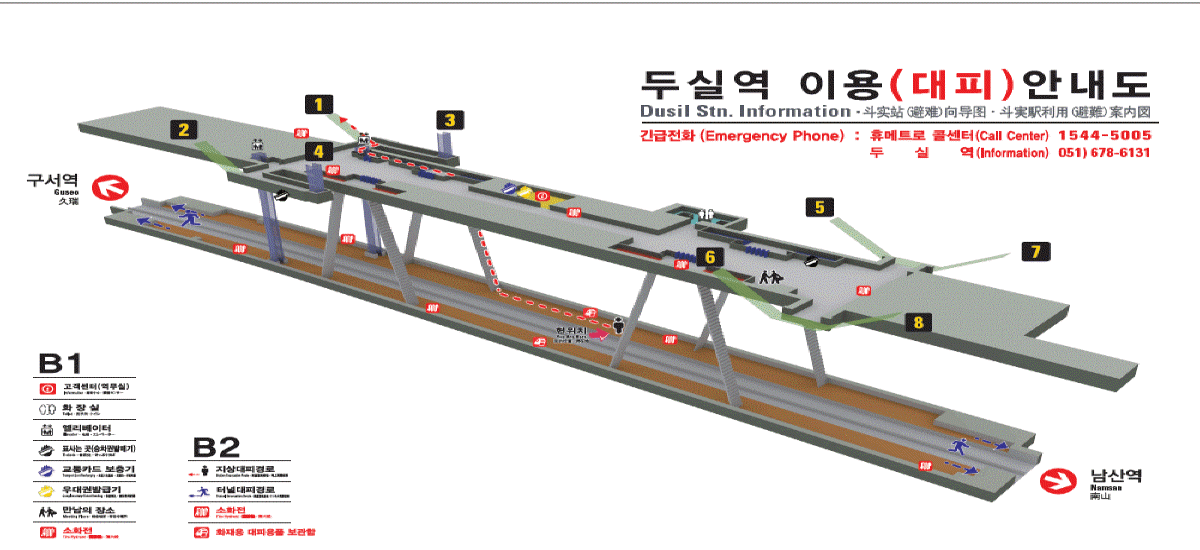 두실역 이용(대피)안내도
Dusil Stn. Information · 斗实站(避难)向导图 · 斗実駅利用(避難)案内図
긴급전화 (Emergency Phone) : 휴메트로 콜센터(Call Center) 1544-5005
두 실 역(Information) 051) 678-6131
1
3
2
4
구서역
Guseo
久瑞
5
7
6
8
현위치
B1
고객센터(역무실)
화 장 실
엘리베이터
표사는 곳(승차권발매기)
교통카드 보충기
우대권발급기
만남의 장소
소화전
B2
지상대피경로
터널대피경로
소화전
화재용 대피용품 보관함
남산역
Namsan
南山